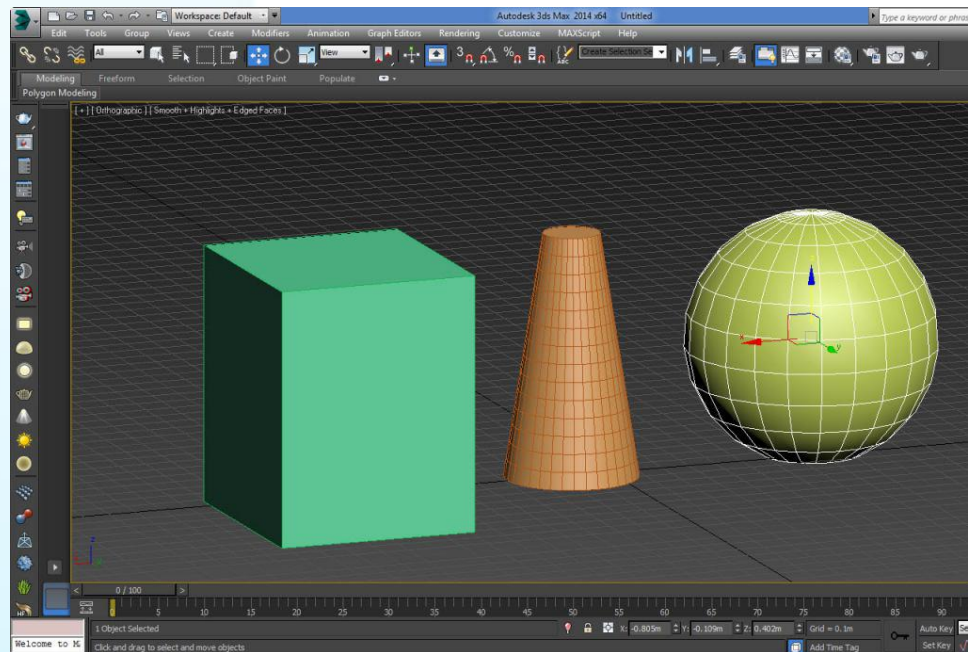 Workspace: Default
Autodesk 3ds Max 2014 x64 Untitled
Type a keyword or phras
Edit Tools Group Views Create Modifiers Animation Graph Editors Rendering Customize MAXScript Help
All
View
Create Selection Se
Modeling Freeform Selection Object Paint Populate
Polygon Modeling
[ + ] [ Orthographic ] [ Smooth + Highlights + Edged Faces ]
x
y
z
0 / 100
0 5 10 15 20 25 30 35 40 45 50 55 60 65 70 75 80 85 90
1 Object Selected
X: -0.805m Y: -0.109m Z: 0.402m Grid = 0.1m
Auto Key Se
Welcome to M
Click and drag to select and move objects
Add Time Tag
Set Key